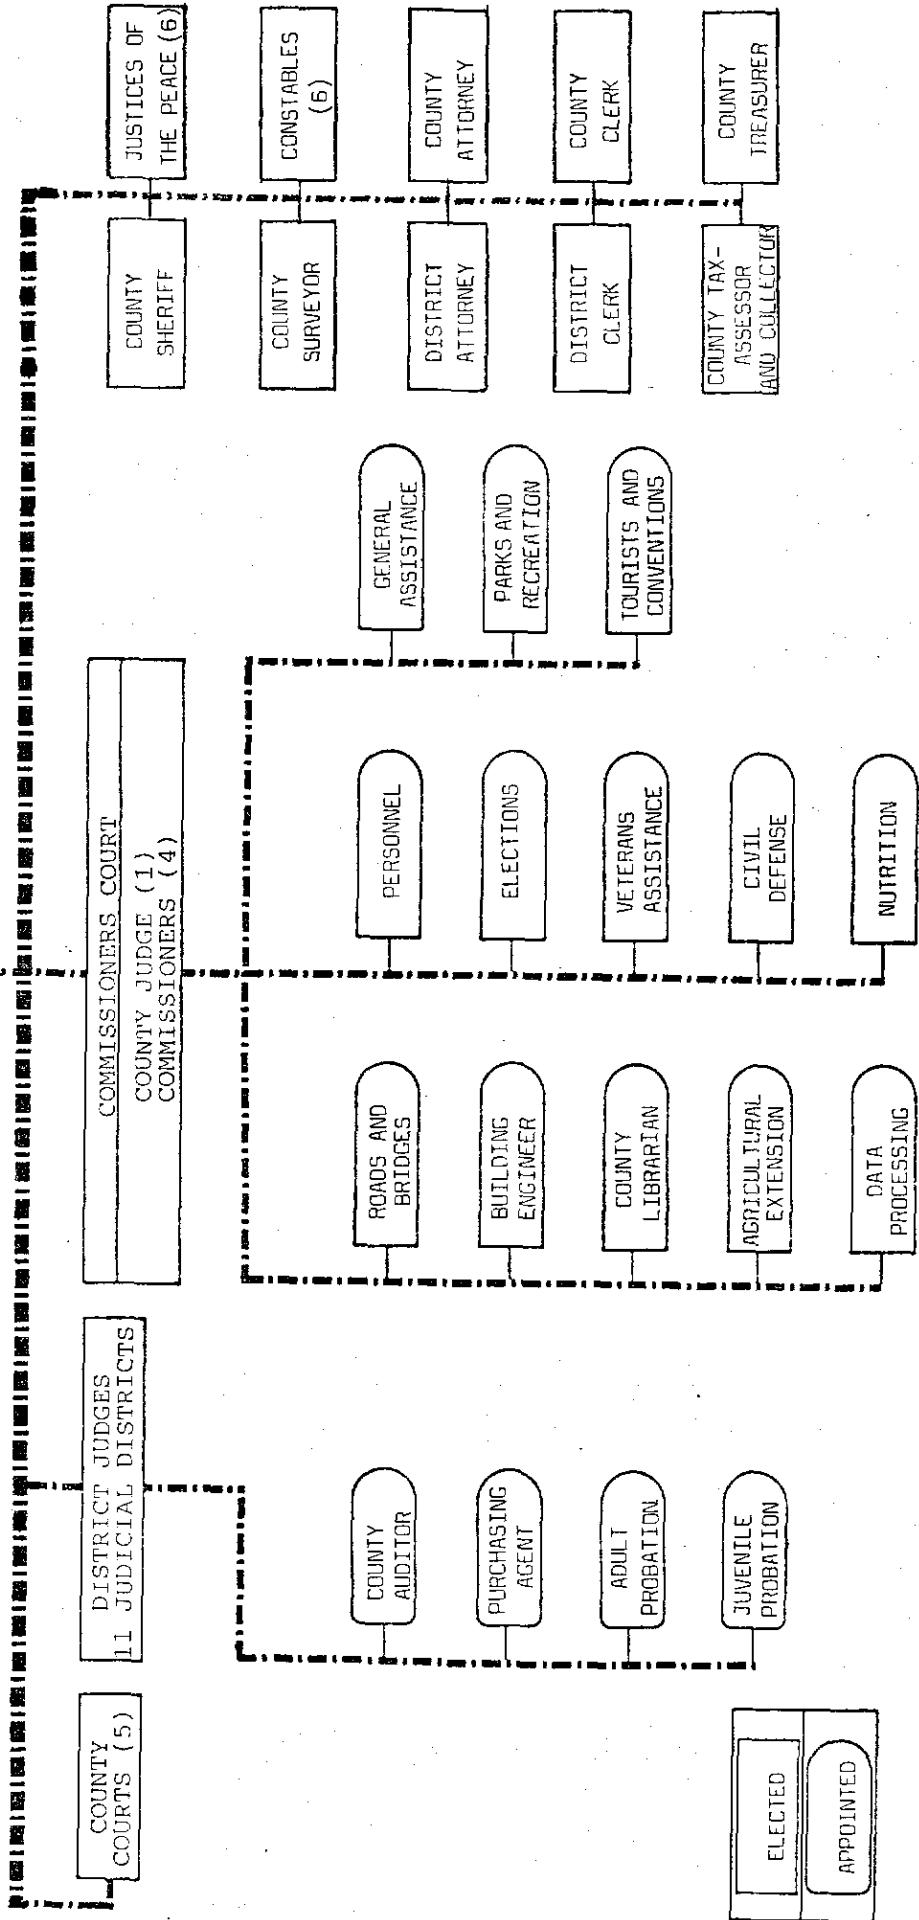 COUNTY
COURTS (5)
DISTRICT JUDGES
11 JUDICIAL DISTRICTS
COMMISSIONERS COURT
COUNTY JUDGE (1)
COMMISSIONERS (4)
COUNTY
SHERIFF
JUSTICES OF
THE PEACE (6)
COUNTY
SURVEYOR
CONSTABLES
(6)
DISTRICT
ATTORNEY
COUNTY
ATTORNEY
DISTRICT
CLERK
COUNTY
CLERK
COUNTY TAX-
ASSESSOR
AND COLLECTOR
COUNTY
TREASURER
COUNTY
AUDITOR
PURCHASING
AGENT
ADULT
PROBATION
JUVENILE
PROBATION
ROADS AND
BRIDGES
BUILDING
ENGINEER
COUNTY
LIBRARIAN
AGRICULTURAL
EXTENSION
DATA
PROCESSING
PERSONNEL
ELECTIONS
VETERANS
ASSISTANCE
CIVIL
DEFENSE
NUTRITION
GENERAL
ASSISTANCE
PARKS AND
RECREATION
TOURISTS AND
CONVENTIONS
ELECTED
APPOINTED